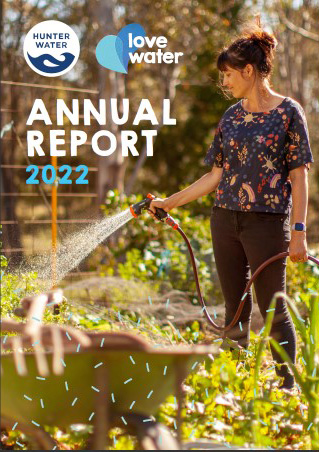 HUNTER
WATER
love
water
ANNUAL
REPORT
2022